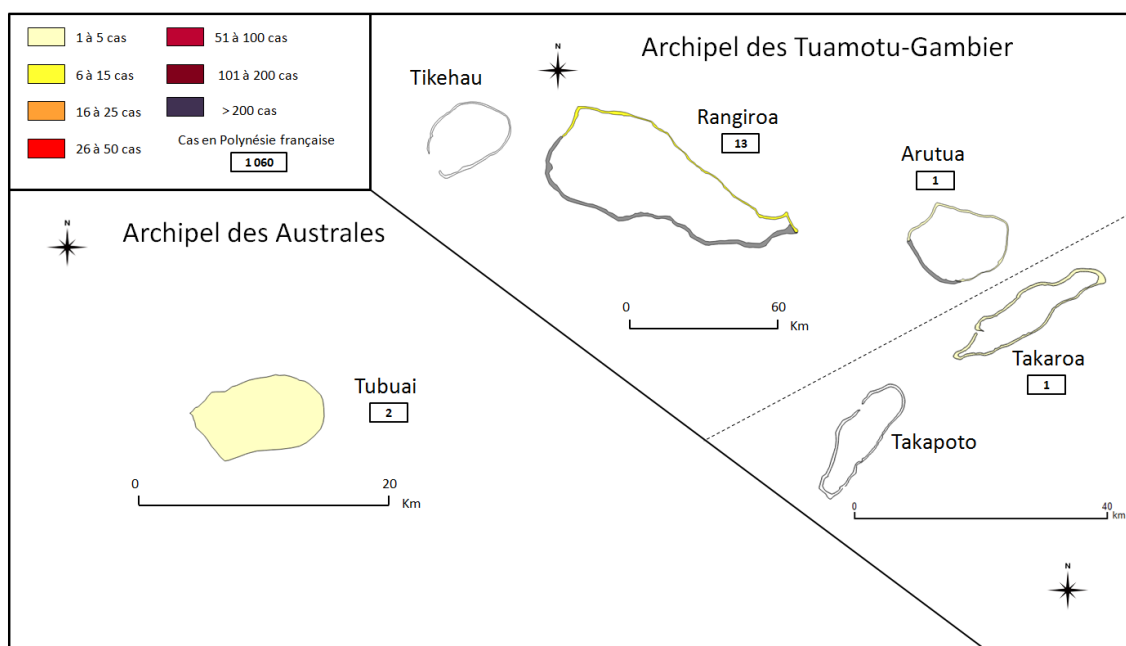 1 à 5 cas
6 à 15 cas
16 à 25 cas
26 à 50 cas
51 à 100 cas
101 à 200 cas
> 200 cas
Cas en Polynésie française
1 060
Archipel des Tuamotu-Gambier
N
Tikehau
Rangiroa
13
Arutua
1
0 60
Km
Takaroa
1
Takapoto
0 40
km
N
N
Archipel des Australes
Tubuai
2
0 20
Km